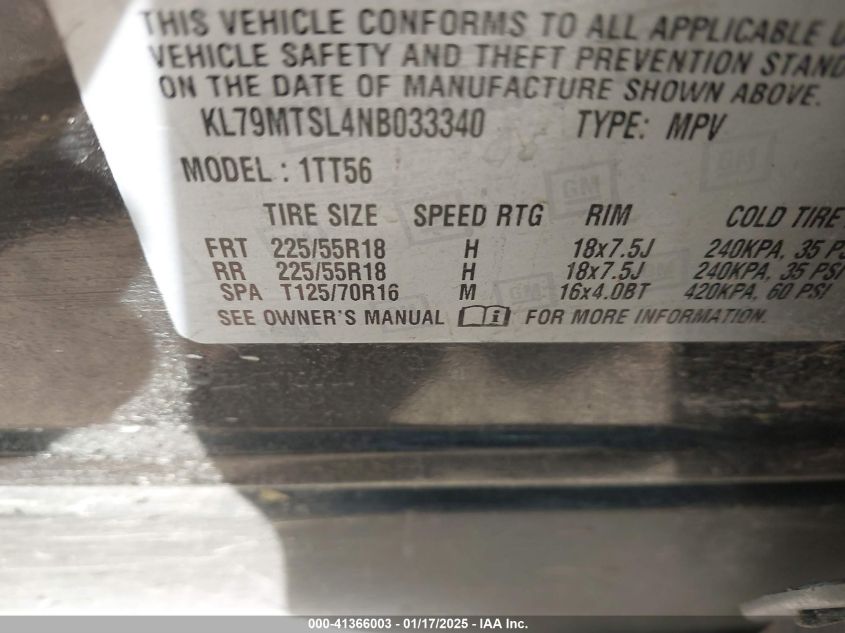 THIS VEHICLE CONFORMS TO ALL APPLICABLE
VEHICLE SAFETY AND THEFT PREVENTION STAND
ON THE DATE OF MANUFACTURE SHOWN ABOVE.
KL79MTSL4NB033340 TYPE: MPV
MODEL : 1TT56
TIRE SIZE SPEED RTG RIM COLD TIRE
FRT 225/55R18 H 18x7.5J 240KPA, 35 PS
RR 225/55R18 H 18x7.5J 240KPA, 35 PSI
SPA T125/70R16 M 16x4.0BT 420KPA, 60 PSI
SEE OWNER'S MANUAL FOR MORE INFORMATION.
GM
GM
GM
000-41366003 - 01/17/2025 - IAA Inc.